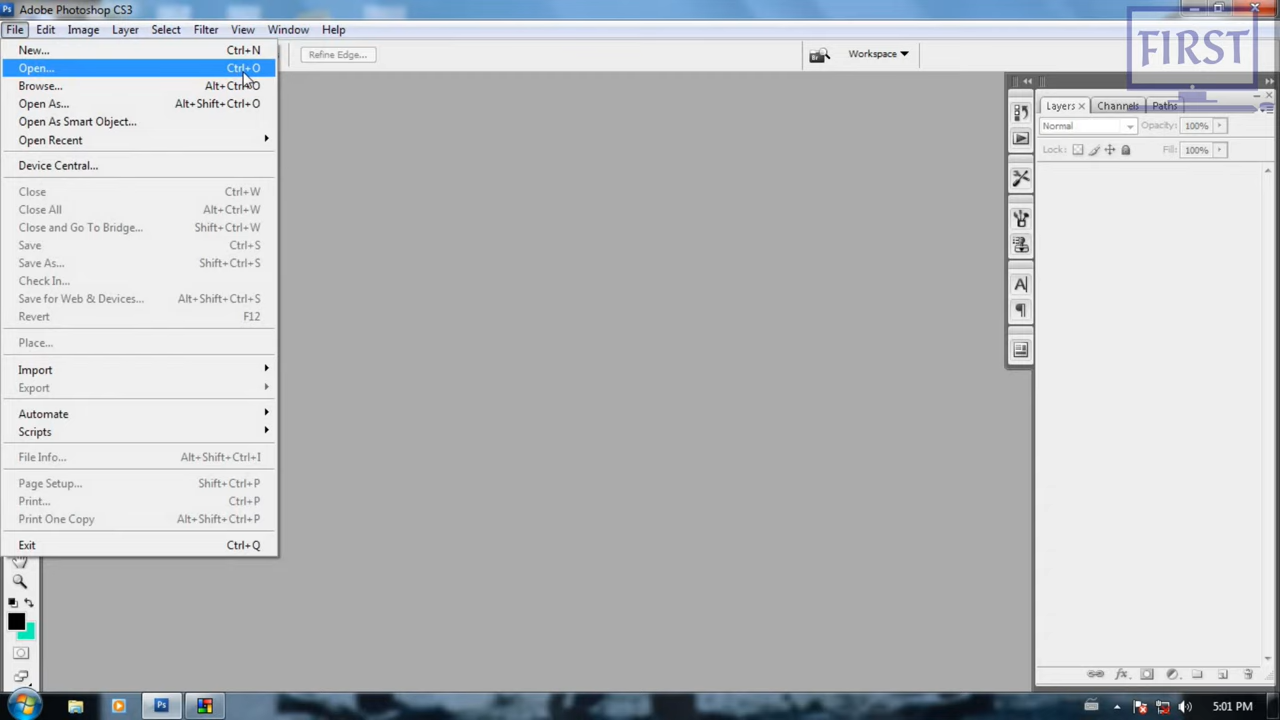 Adobe Photoshop CS3
File Edit Image Layer Select Filter View Window Help
New... Ctrl+N
Refine Edge...
Workspace
Open... Ctrl+O
Browse... Alt+Ctrl+O
Open As... Alt+Shift+Ctrl+O
Open As Smart Object...
Open Recent
Device Central...
Close Ctrl+W
Close All Alt+Ctrl+W
Close and Go To Bridge... Shift+Ctrl+W
Save Ctrl+S
Save As... Shift+Ctrl+S
Check In...
Save for Web & Devices... Alt+Shift+Ctrl+S
Revert F12
Place...
Import
Export
Automate
Scripts
File Info... Alt+Shift+Ctrl+I
Page Setup... Shift+Ctrl+P
Print... Ctrl+P
Print One Copy Alt+Shift+Ctrl+P
Exit Ctrl+Q
FIRST
Layers Channels Paths
Normal Opacity: 100%
Lock: Fill: 100%
5:01 PM